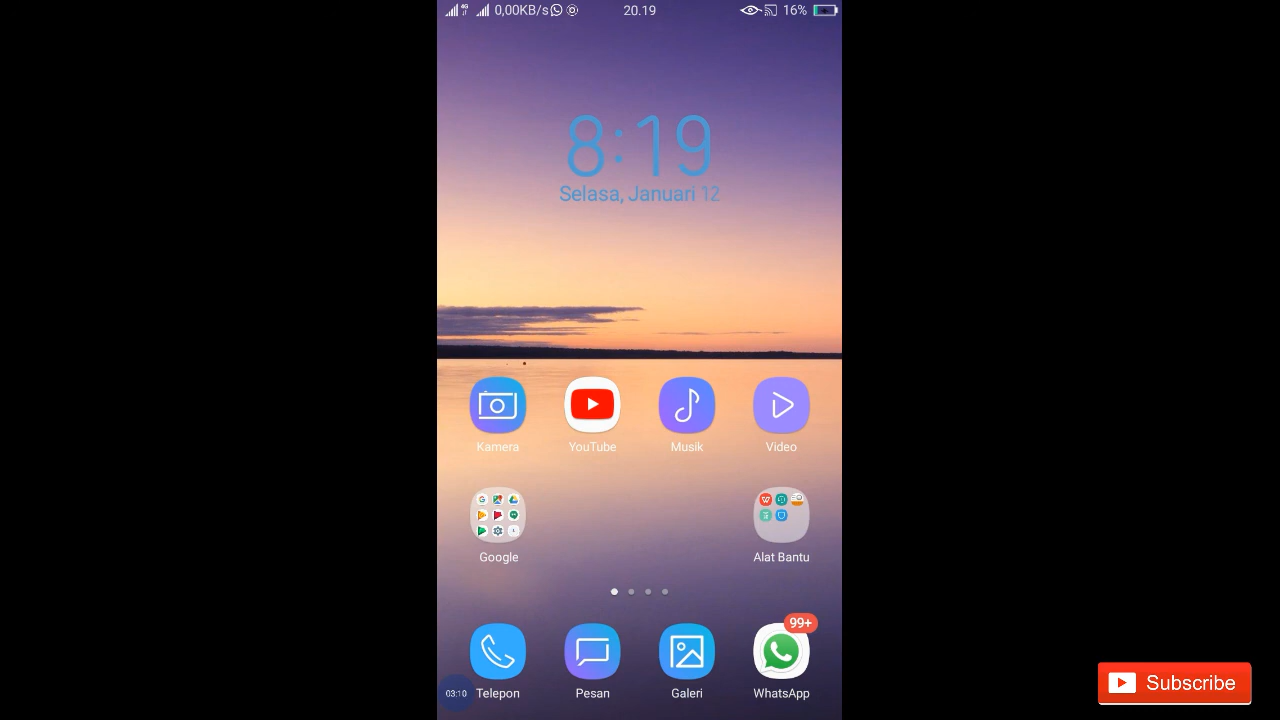 4G 0,00KB/s 20.19 16%
8:19
Selasa, Januari 12
Kamera YouTube Musik Video
Google Alat Bantu
99+
03:10 Telepon Pesan Galeri WhatsApp
Subscribe